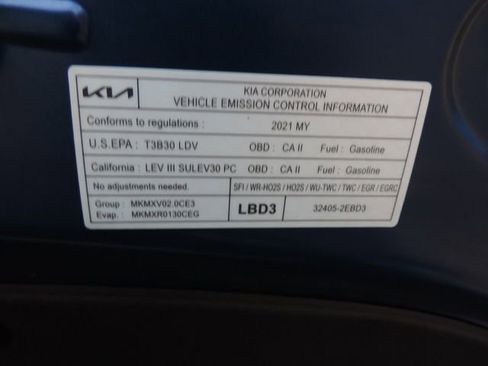 KIA
KIA CORPORATION
VEHICLE EMISSION CONTROL INFORMATION
Conforms to regulations : 2021 MY
U.S.EPA : T3B30 LDV OBD : CA II Fuel : Gasoline
California : LEV III SULEV30 PC OBD : CA II Fuel : Gasoline
No adjustments needed. SFI / WR-HO2S / HO2S / WU-TWC / TWC / EGR / EGRC
Group : MKMXV02.0CE3
Evap. : MKMXR0130CEG
LBD3
32405-2EBD3